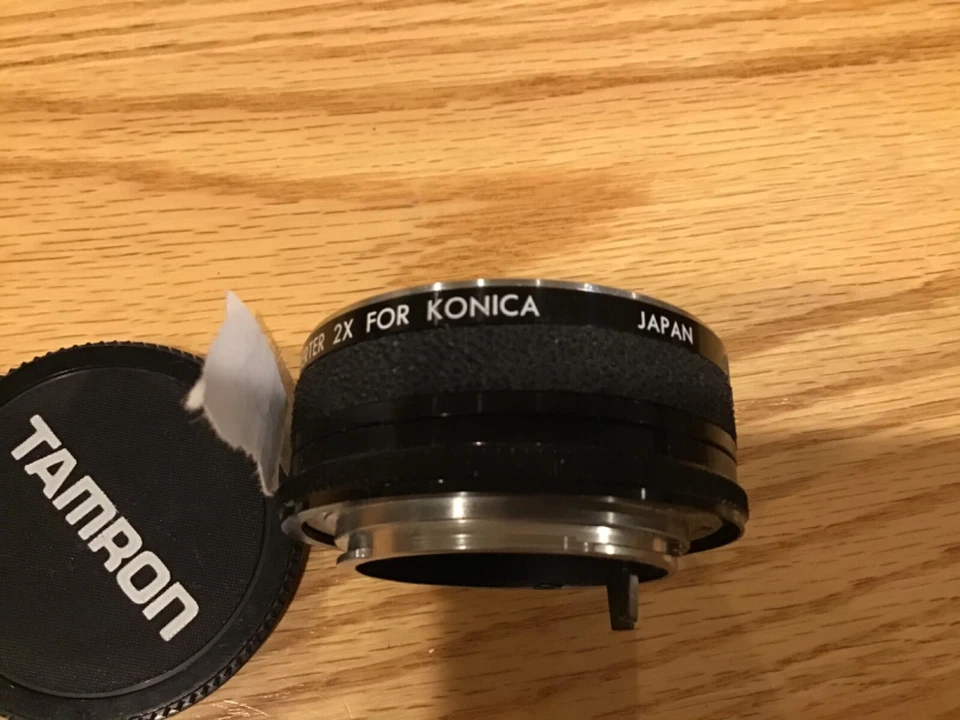 2X FOR KONICA JAPAN
TAMRON